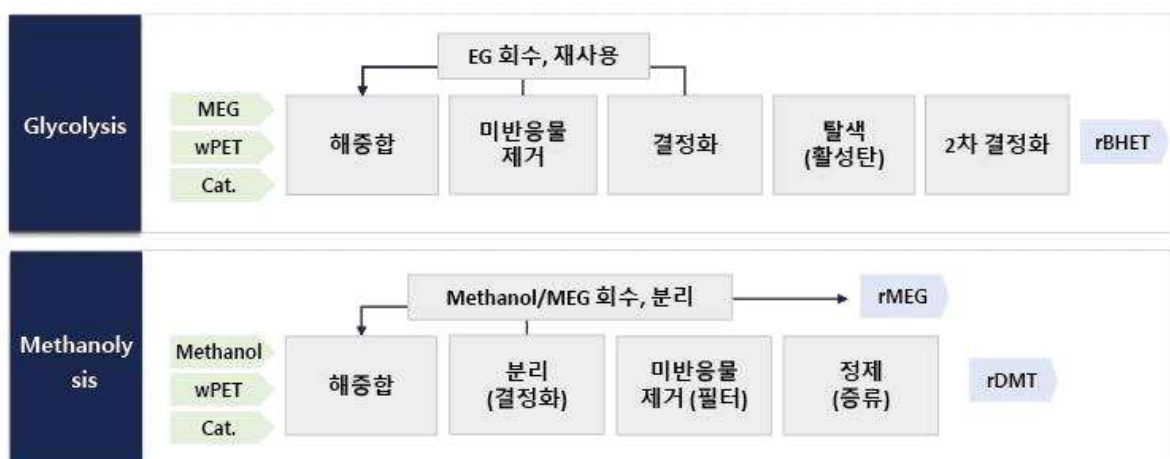 Glycolysis
EG 회수, 재사용
MEG
wPET
Cat.
해중합
미반응물
제거
결정화
탈색
(활성탄)
2차 결정화
rBHET
Methanoly
sis
Methanol/MEG 회수, 분리
rMEG
Methanol
wPET
Cat.
해중합
분리
(결정화)
미반응물
제거 (필터)
정제
(증류)
rDMT